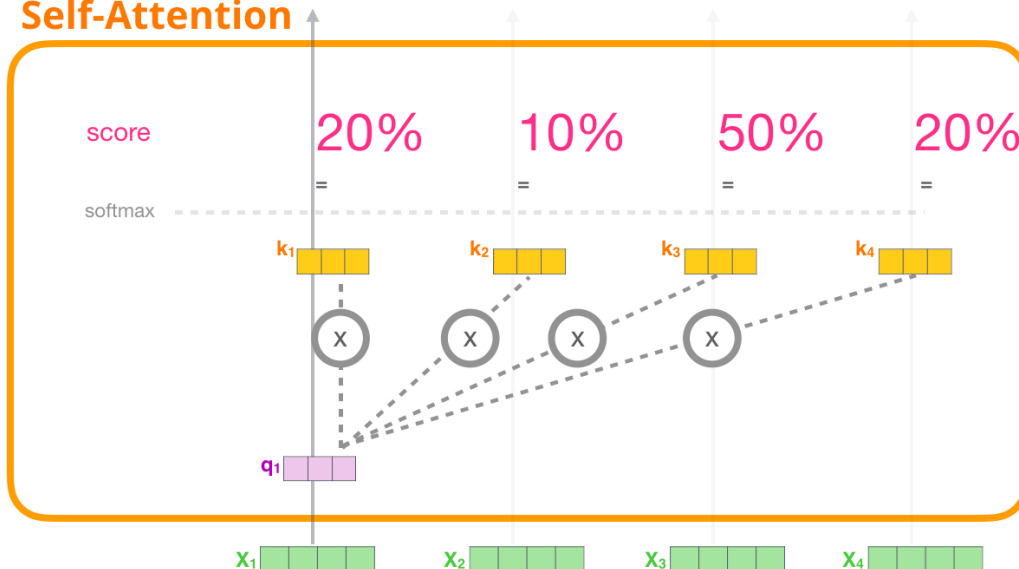 Self-Attention
score 20% 10% 50% 20%
= = = =
softmax
k1 k2 k3 k4
X X X X
q1
X1 X2 X3 X4